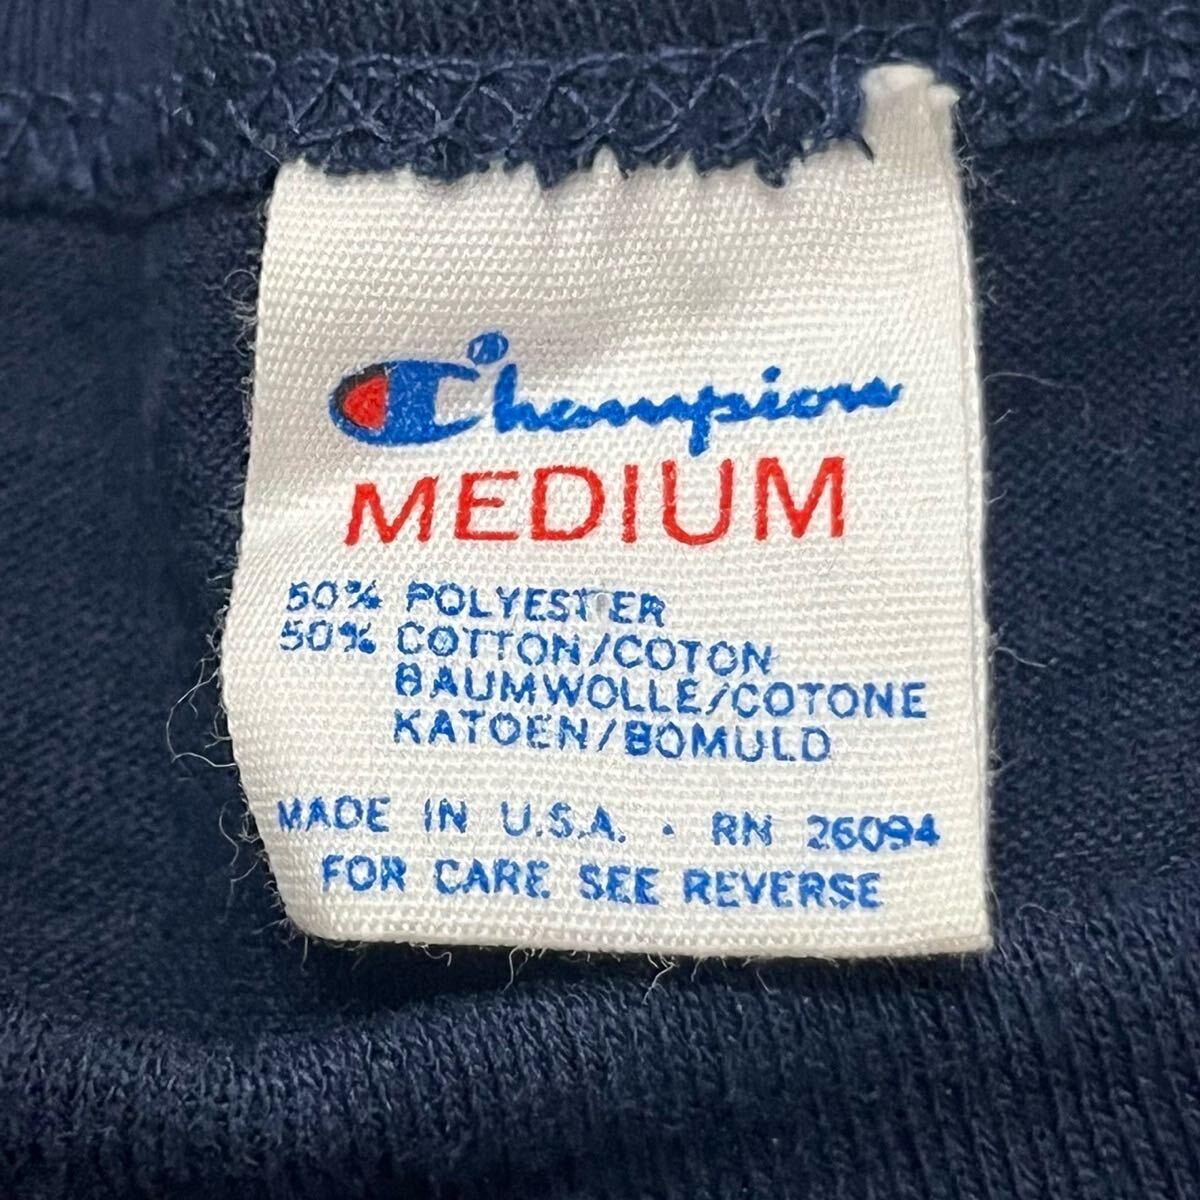 Champion
MEDIUM
50% POLYESTER
50% COTTON/COTON
BAUMWOLLE/COTONE
KATOEN/BOMULD
MADE IN U.S.A. · RN 26094
FOR CARE SEE REVERSE